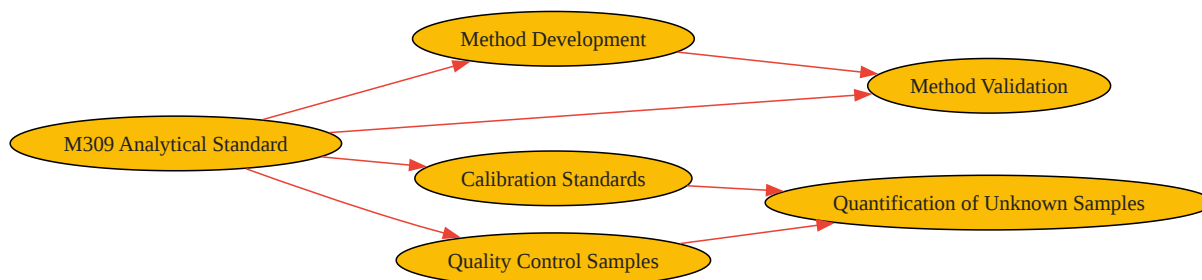 Method Development
Method Validation
M309 Analytical Standard
Calibration Standards
Quantification of Unknown Samples
Quality Control Samples